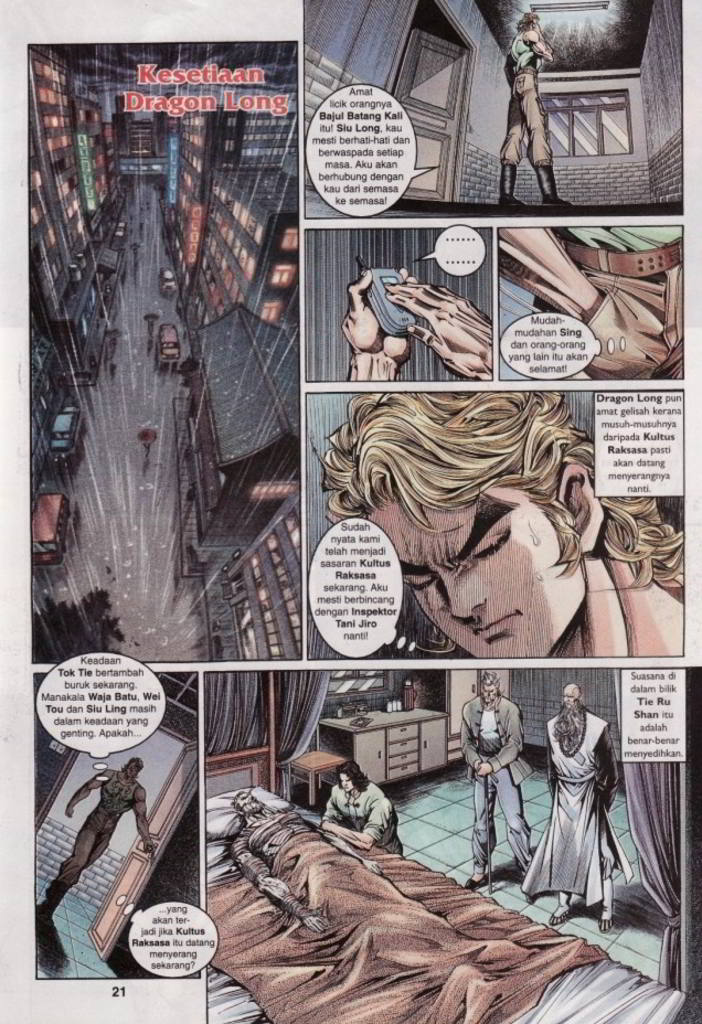 Kesetiaan
Dragon Long
Amat
licik orangnya
Bajul Batang Kali
itu! Siu Long, kau
mesti berhati-hati dan
berwaspada setiap
masa. Aku akan
berhubung dengan
kau dari semasa
ke semasa!
......
......
Mudah-
mudahan Sing
dan orang-orang
yang lain itu akan
selamat!
Dragon Long pun
amat gelisah kerana
musuh-musuhnya
daripada Kultus
Raksasa pasti
akan datang
menyerangnya
nanti.
Sudah
nyata kami
telah menjadi
sasaran Kultus
Raksasa
sekarang. Aku
mesti berbincang
dengan Inspektor
Tani Jiro
nanti!
Keadaan
Tok Tie bertambah
buruk sekarang.
Manakala Waja Batu, Wei
Tou dan Siu Ling masih
dalam keadaan yang
genting. Apakah...
...yang
akan ter-
jadi jika Kultus
Raksasa itu datang
menyerang
sekarang?
Suasana di
dalam bilik
Tie Ru
Shan itu
adalah
benar-benar
menyedihkan.
21